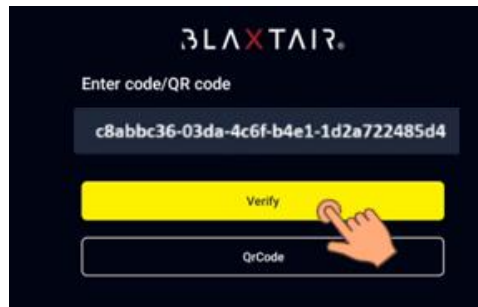 BLAXTAIR®
Enter code/QR code
c8abbc36-03da-4c6f-b4e1-1d2a722485d4
Verify
QrCode